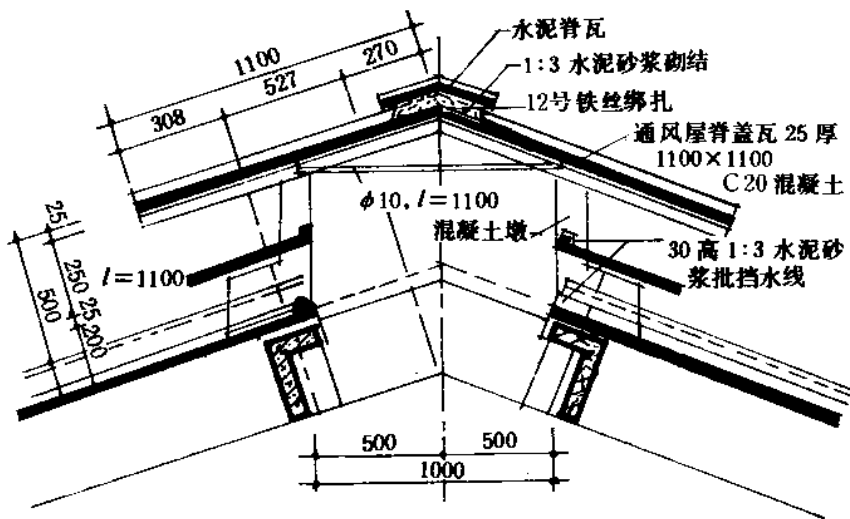 水泥脊瓦
1:3 水泥砂浆砌结
12号铁丝绑扎
通风屋脊盖瓦 25 厚
1100×1100
C20 混凝土
1100
270
527
308
ϕ10, l=1100
混凝土墩
30 高 1:3 水泥砂
浆批挡水线
l=1100
25
250
25
200
500
500
500
1000